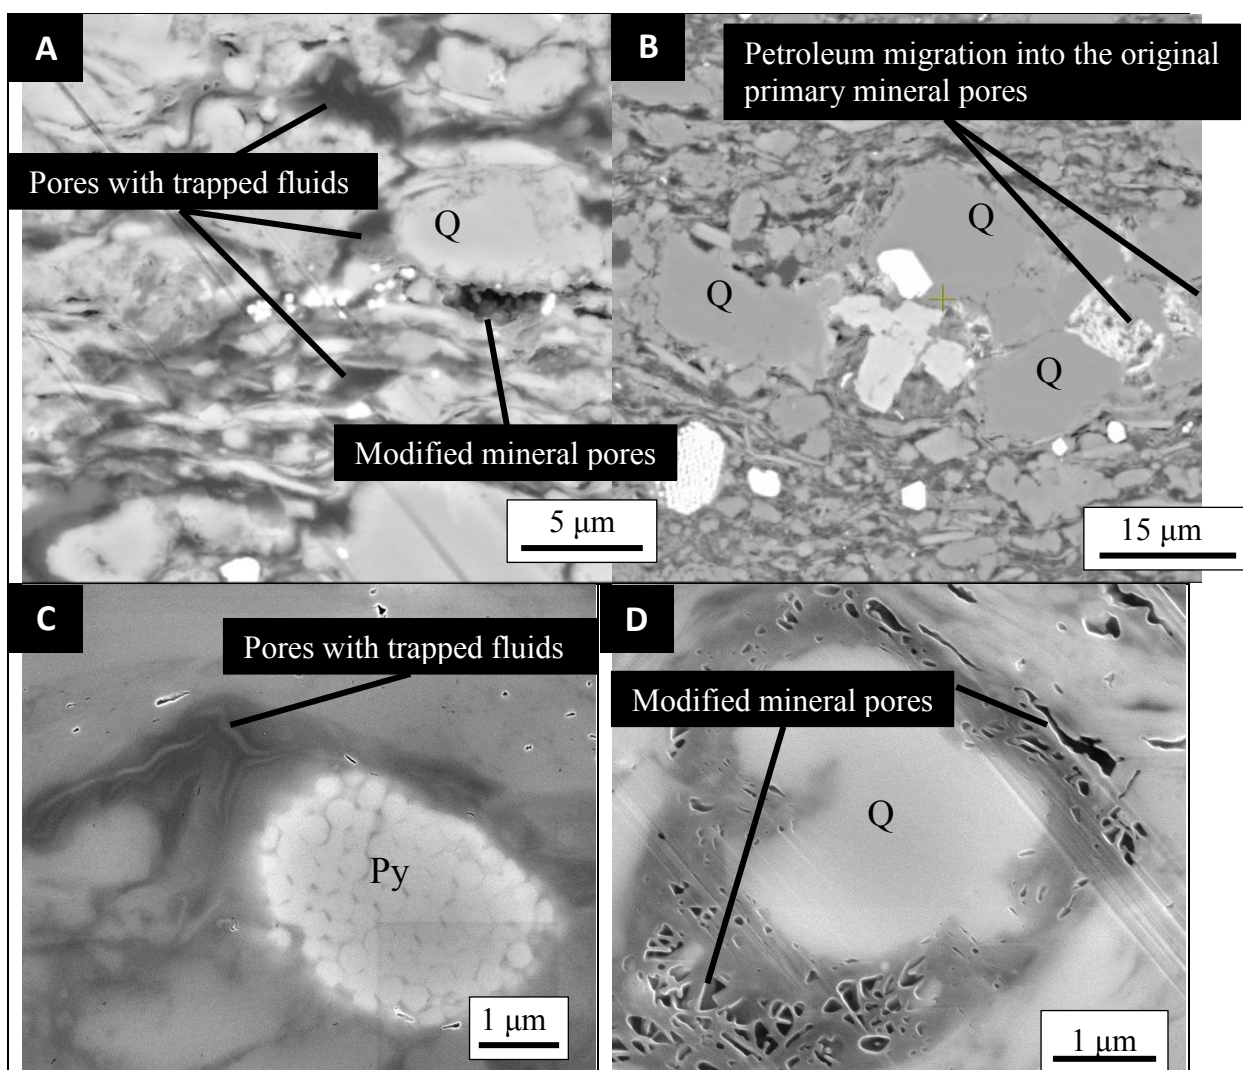 A
Pores with trapped fluids
Q
Modified mineral pores
5 μm
B
Petroleum migration into the original
primary mineral pores
Q
Q
Q
15 μm
C
Pores with trapped fluids
Py
1 μm
D
Modified mineral pores
Q
1 μm